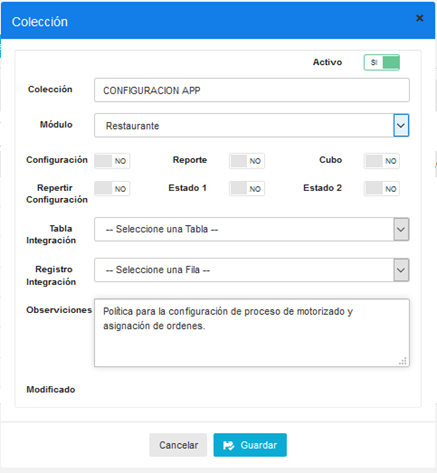 Colección ×
Activo SI
Colección CONFIGURACION APP
Módulo Restaurante
Configuración NO Reporte NO Cubo NO
Repertir Configuración NO Estado 1 NO Estado 2 NO
Tabla Integración -- Seleccione una Tabla --
Registro Integración -- Seleccione una Fila --
Observiciones Política para la configuración de proceso de motorizado y
asignación de ordenes.
Modificado
Cancelar Guardar